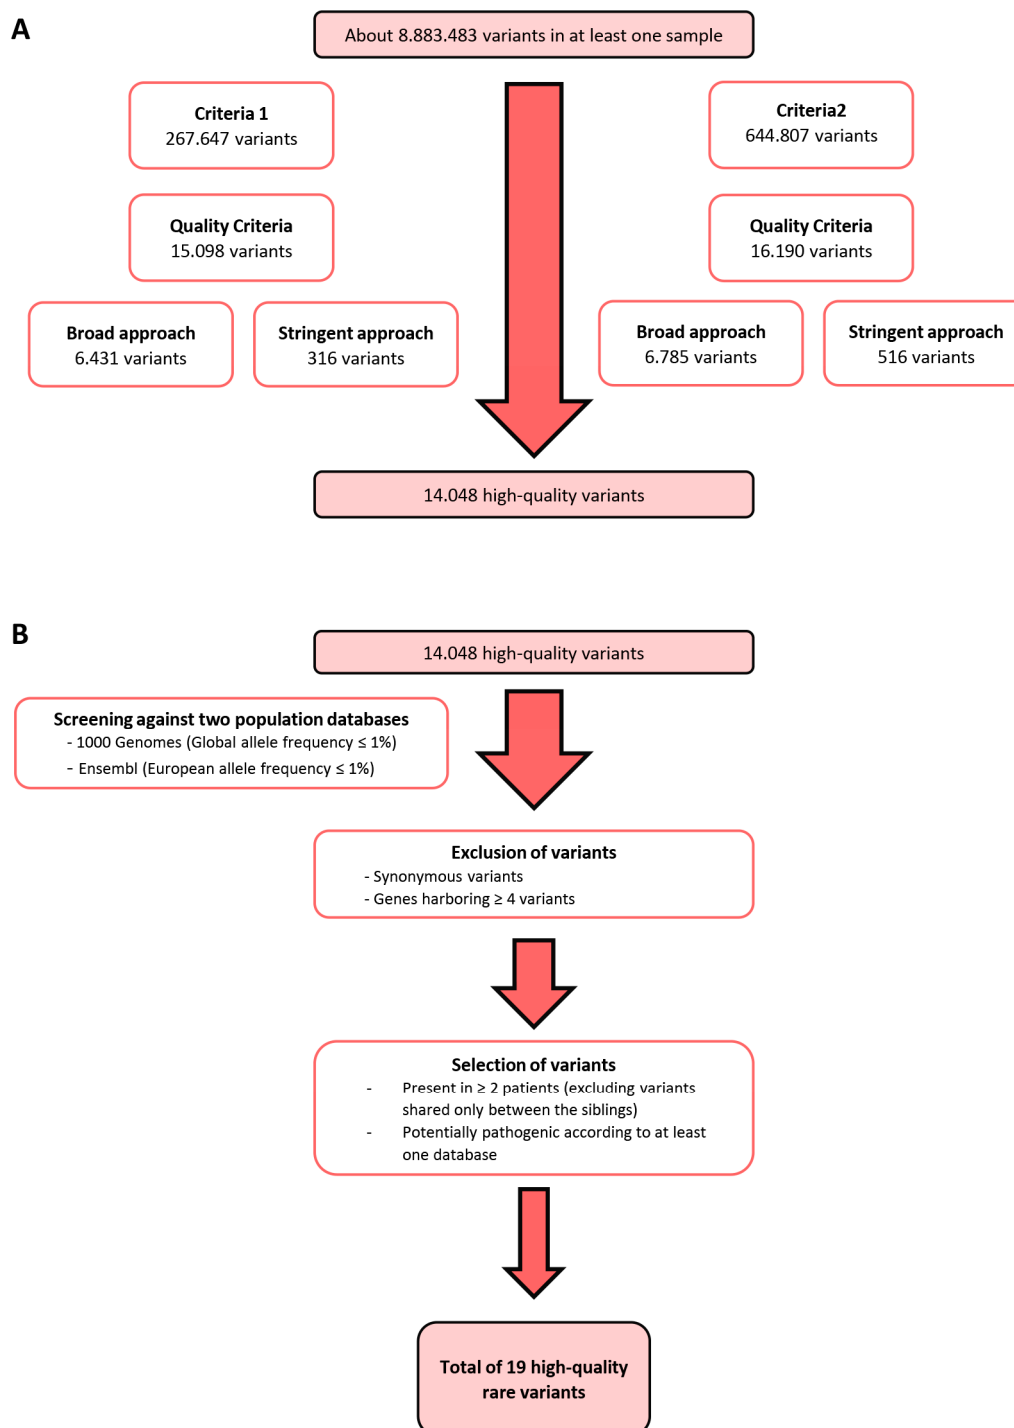 A
About 8.883.483 variants in at least one sample
Criteria 1
267.647 variants
Criteria2
644.807 variants
Quality Criteria
15.098 variants
Quality Criteria
16.190 variants
Broad approach
6.431 variants
Stringent approach
316 variants
Broad approach
6.785 variants
Stringent approach
516 variants
14.048 high-quality variants
B
14.048 high-quality variants
Screening against two population databases
- 1000 Genomes (Global allele frequency ≤ 1%)
- Ensembl (European allele frequency ≤ 1%)
Exclusion of variants
- Synonymous variants
- Genes harboring ≥ 4 variants
Selection of variants
- Present in ≥ 2 patients (excluding variants
shared only between the siblings)
- Potentially pathogenic according to at least
one database
Total of 19 high-quality
rare variants